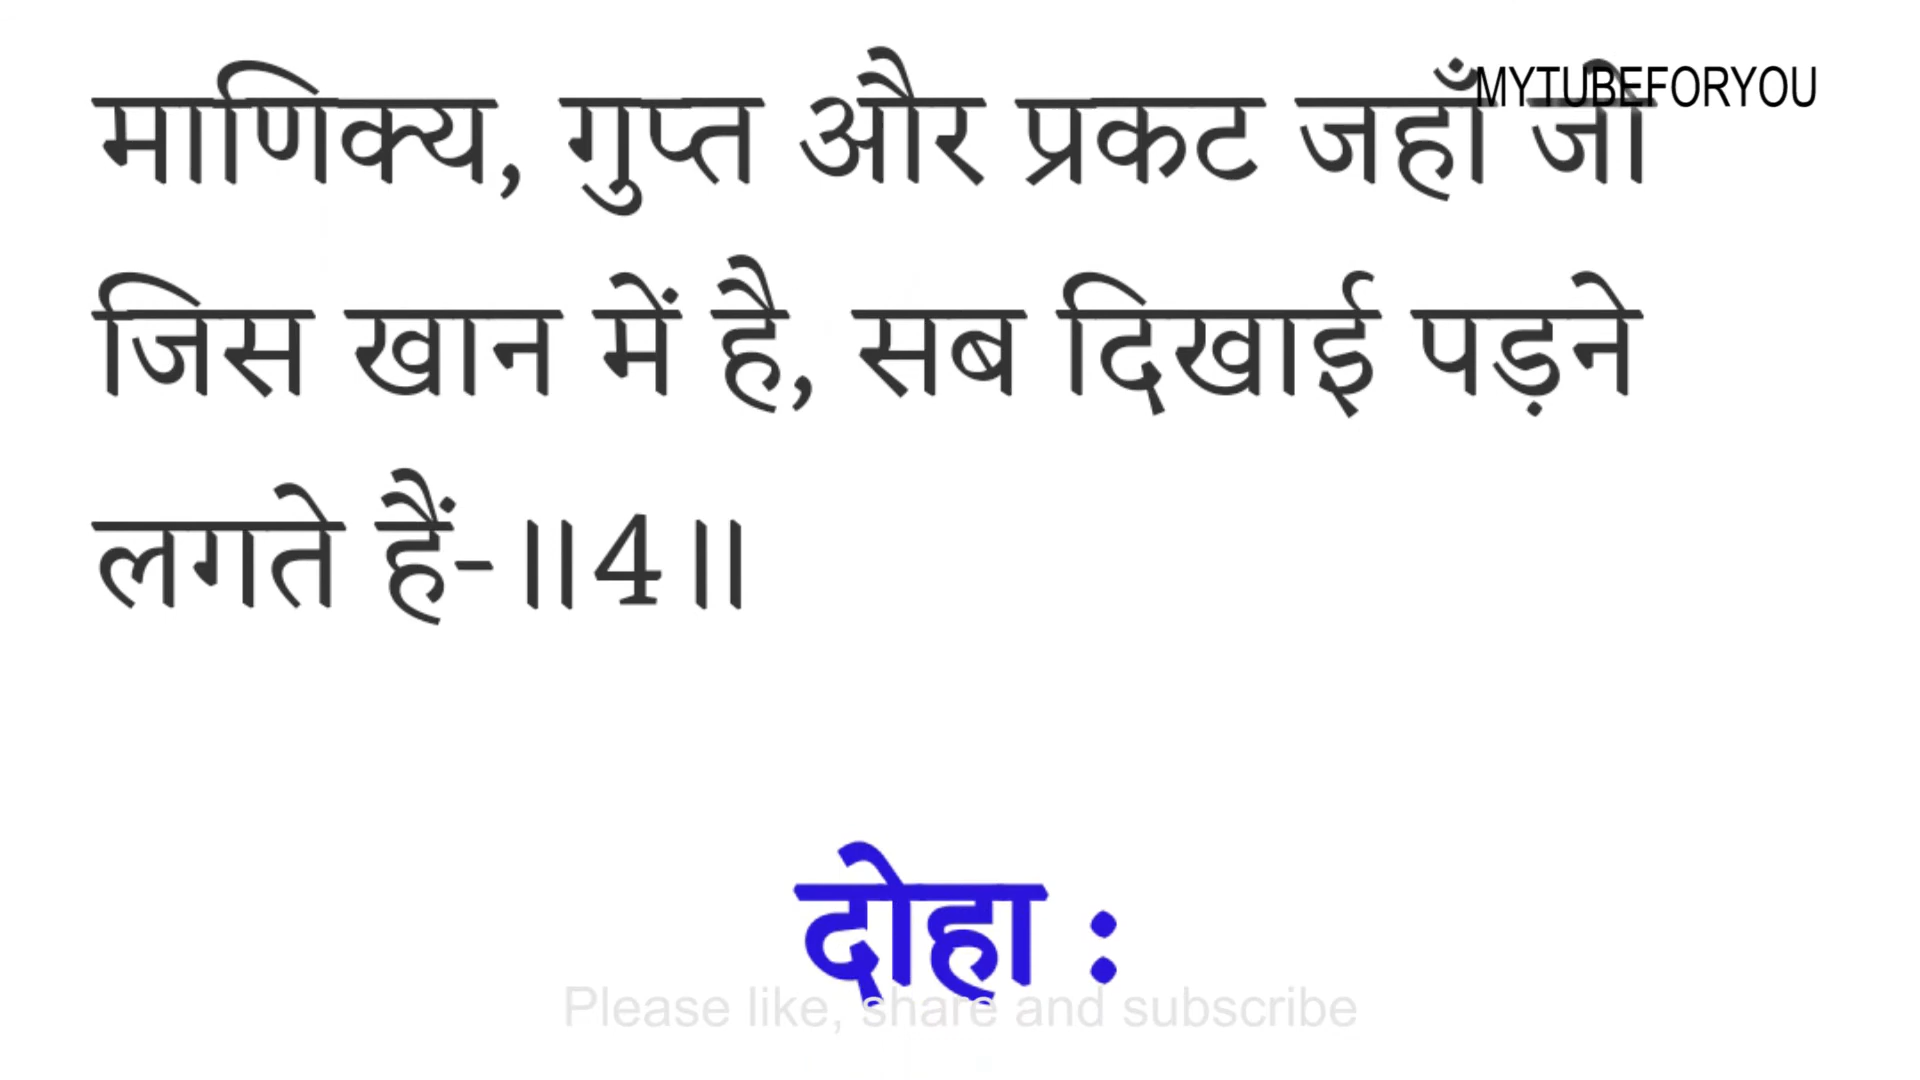 माणिक्य, गुप्त और प्रकट जहाँ जो
MYTUBEFORYOU
जिस खान में है, सब दिखाई पड़ने
लगते हैं-॥4॥
दोहा :
Please like, share and subscribe